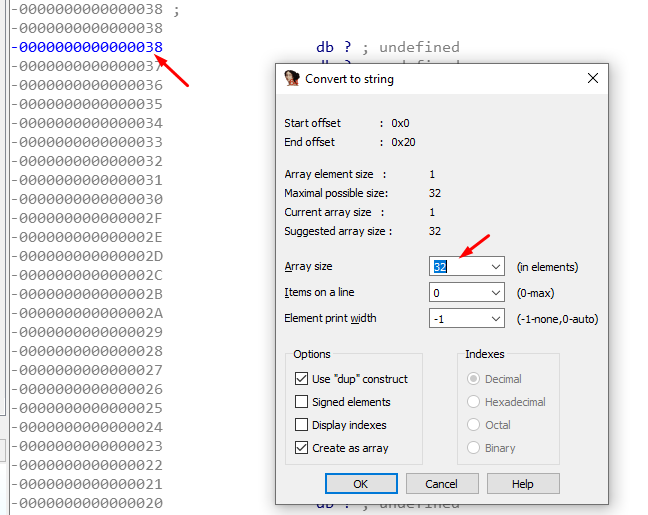 -0000000000000038 ;
-0000000000000038
-0000000000000038 db ? ; undefined
-0000000000000037
-0000000000000036
-0000000000000035
-0000000000000034
-0000000000000033
-0000000000000032
-0000000000000031
-0000000000000030
-000000000000002F
-000000000000002E
-000000000000002D
-000000000000002C
-000000000000002B
-000000000000002A
-0000000000000029
-0000000000000028
-0000000000000027
-0000000000000026
-0000000000000025
-0000000000000024
-0000000000000023
-0000000000000022
-0000000000000021
-0000000000000020
Convert to string
Start offset : 0x0
End offset : 0x20
Array element size : 1
Maximal possible size: 32
Current array size : 1
Suggested array size : 32
Array size 32 (in elements)
Items on a line 0 (0-max)
Element print width -1 (-1-none,0-auto)
Options
Use "dup" construct
Signed elements
Display indexes
Create as array
Indexes
Decimal
Hexadecimal
Octal
Binary
OK Cancel Help